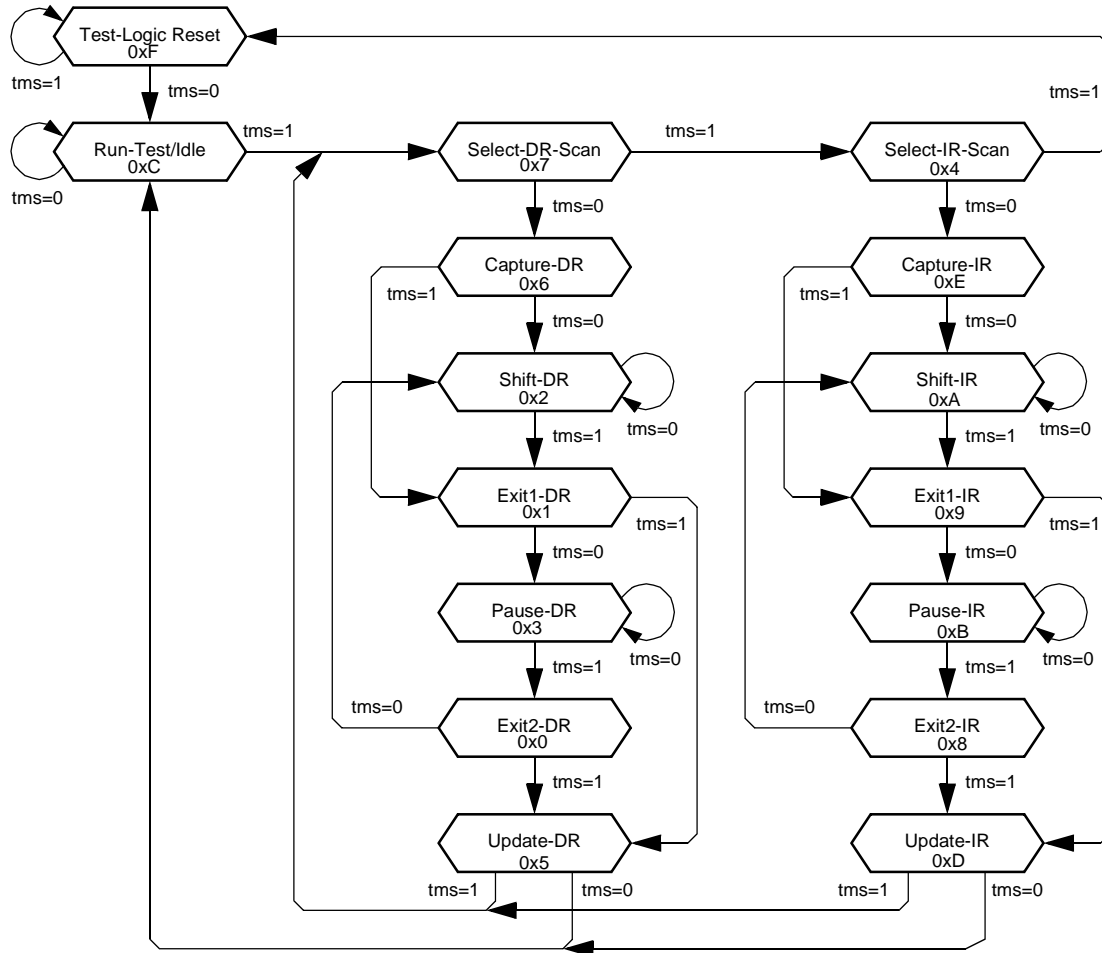 Test-Logic Reset
0xF
tms=1
tms=0
tms=1
Run-Test/Idle
0xC
tms=0
tms=1
Select-DR-Scan
0x7
tms=1
Select-IR-Scan
0x4
tms=0
tms=0
Capture-DR
0x6
tms=1
Capture-IR
0xE
tms=1
tms=0
tms=0
Shift-DR
0x2
tms=0
Shift-IR
0xA
tms=0
tms=1
tms=1
Exit1-DR
0x1
tms=1
Exit1-IR
0x9
tms=1
tms=0
tms=0
Pause-DR
0x3
tms=0
Pause-IR
0xB
tms=0
tms=1
tms=1
tms=0
Exit2-DR
0x0
tms=0
Exit2-IR
0x8
tms=1
tms=1
Update-DR
0x5
Update-IR
0xD
tms=1
tms=0
tms=1
tms=0